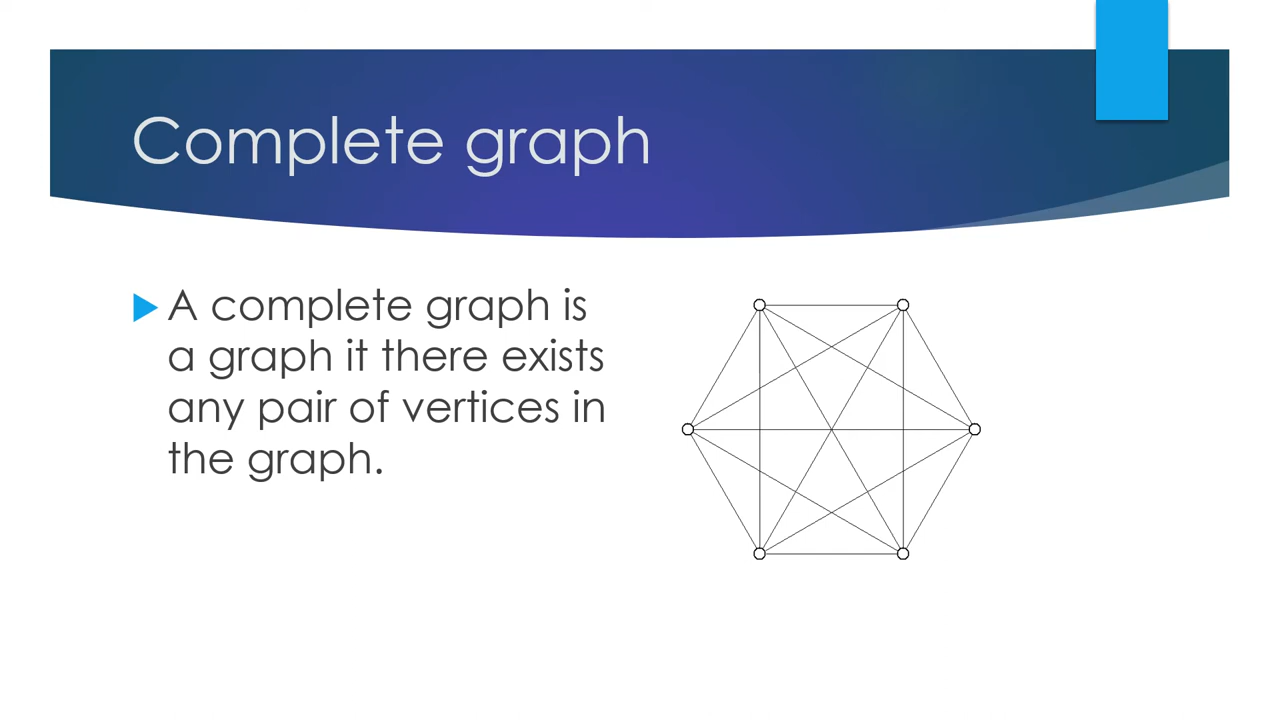 Complete graph
A complete graph is
a graph it there exists
any pair of vertices in
the graph.